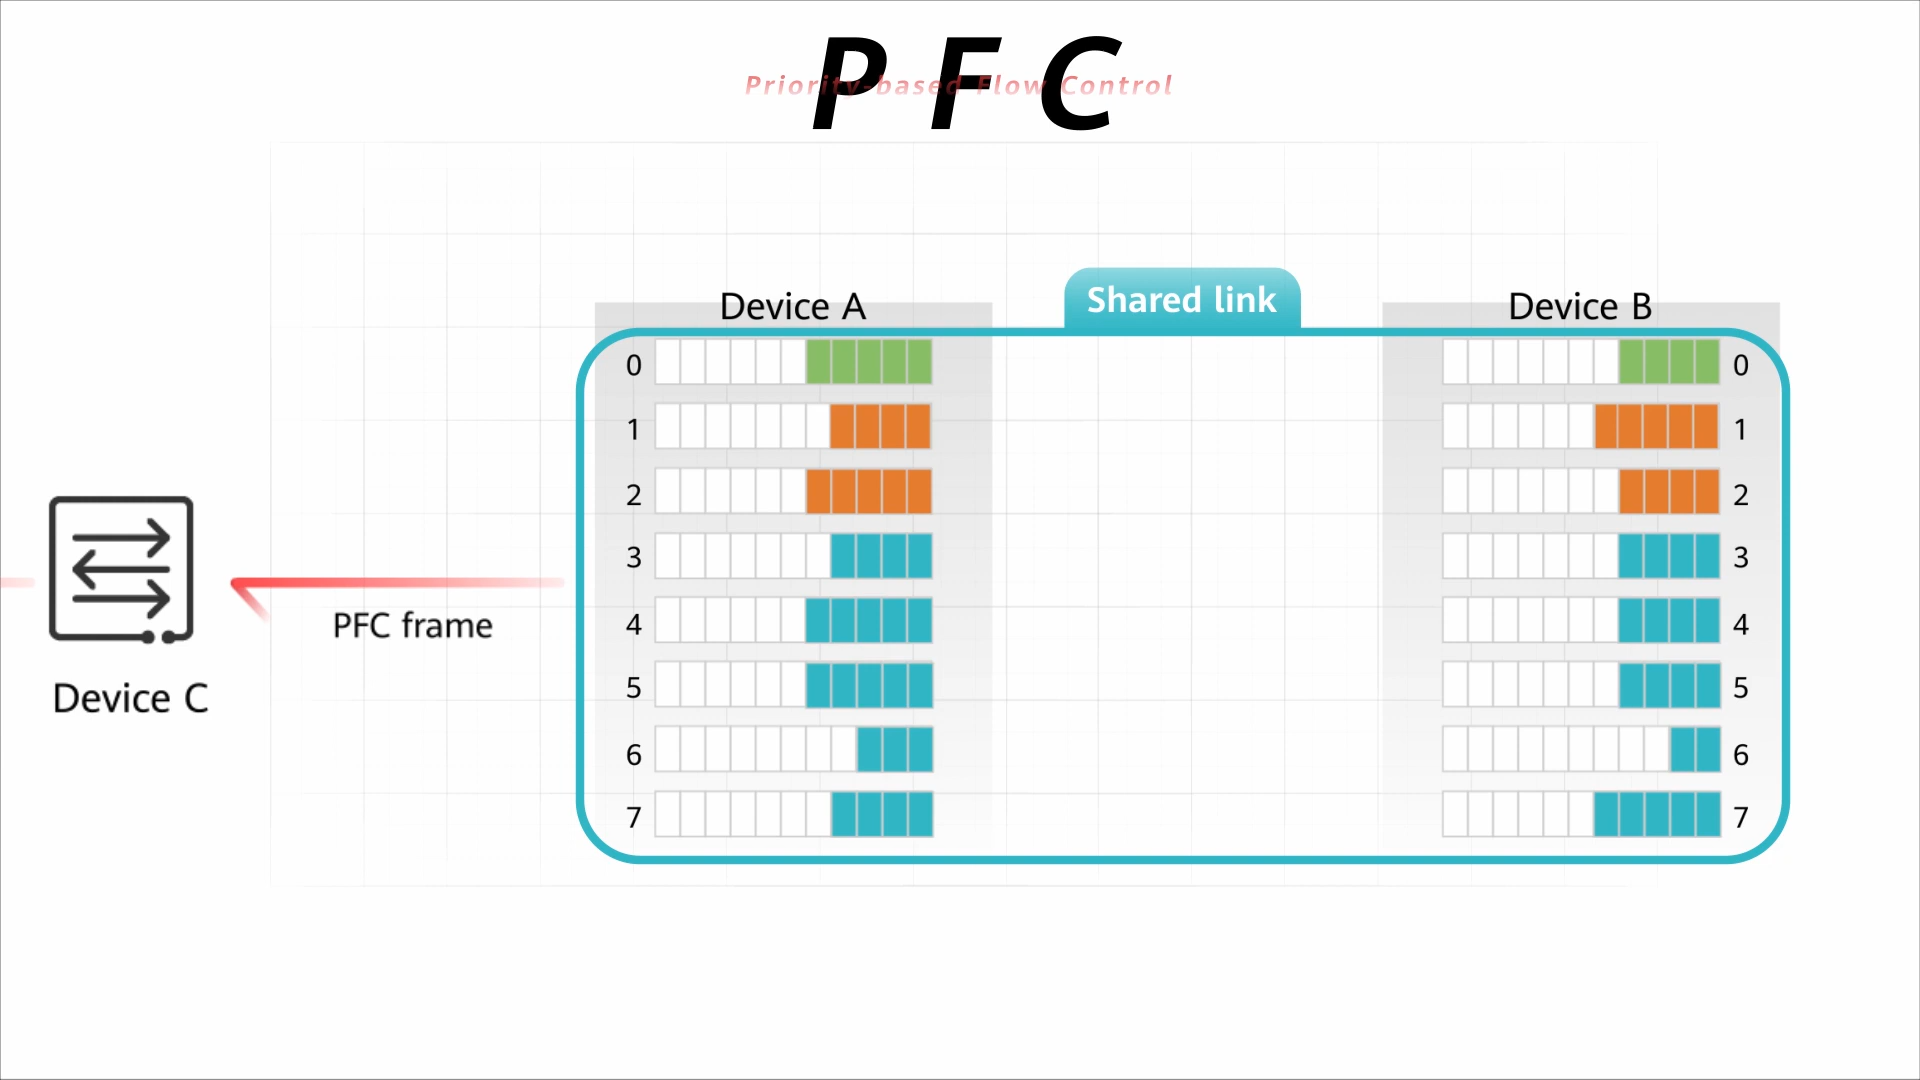 PFC
Priority-based Flow Control
Shared link
Device A
Device B
0
0
1
1
2
2
3
3
4
4
5
5
6
6
7
7
PFC frame
Device C